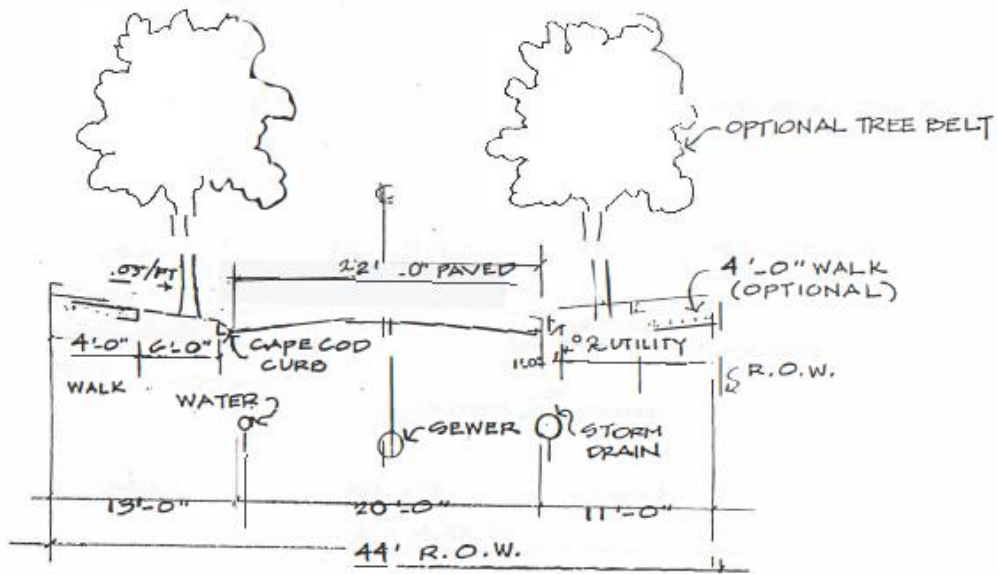 OPTIONAL TREE BELT
℄
.05/FT
22'-0" PAVED
4'-0" WALK
(OPTIONAL)
4'-0"
6'-0"
CAPE COD
CURB
UTILITY
R.O.W.
WALK
WATER
SEWER
STORM
DRAIN
13'-0"
20'-0"
11'-0"
44' R.O.W.